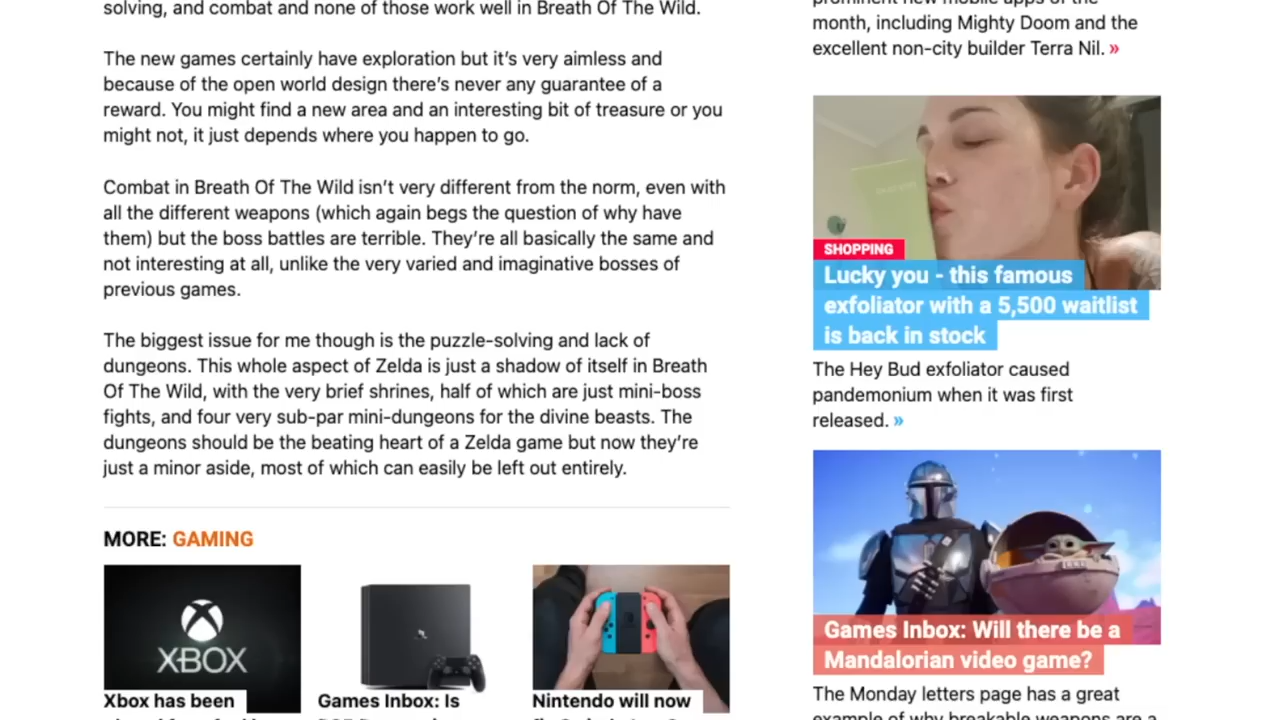 solving, and combat and none of those work well in Breath Of The Wild.
The new games certainly have exploration but it's very aimless and
because of the open world design there's never any guarantee of a
reward. You might find a new area and an interesting bit of treasure or you
might not, it just depends where you happen to go.
Combat in Breath Of The Wild isn't very different from the norm, even with
all the different weapons (which again begs the question of why have
them) but the boss battles are terrible. They're all basically the same and
not interesting at all, unlike the very varied and imaginative bosses of
previous games.
The biggest issue for me though is the puzzle-solving and lack of
dungeons. This whole aspect of Zelda is just a shadow of itself in Breath
Of The Wild, with the very brief shrines, half of which are just mini-boss
fights, and four very sub-par mini-dungeons for the divine beasts. The
dungeons should be the beating heart of a Zelda game but now they're
just a minor aside, most of which can easily be left out entirely.
MORE: GAMING
XBOX
Xbox has been
Games Inbox: Is
Nintendo will now
prominent new mobile apps of the
month, including Mighty Doom and the
excellent non-city builder Terra Nil. »
SHOPPING
Lucky you - this famous
exfoliator with a 5,500 waitlist
is back in stock
The Hey Bud exfoliator caused
pandemonium when it was first
released. »
Games Inbox: Will there be a
Mandalorian video game?
The Monday letters page has a great
example of why breakable weapons are a